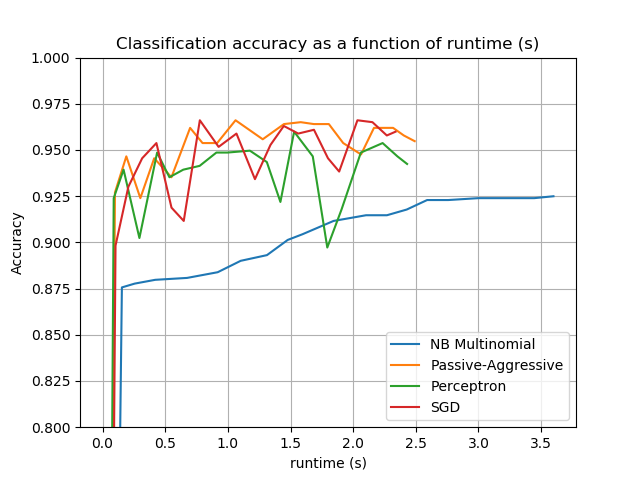 Classification accuracy as a function of runtime (s)
1.000
0.975
0.950
0.925
0.900
0.875
0.850
0.825
0.800
Accuracy
NB Multinomial
Passive-Aggressive
Perceptron
SGD
0.0 0.5 1.0 1.5 2.0 2.5 3.0 3.5
runtime (s)